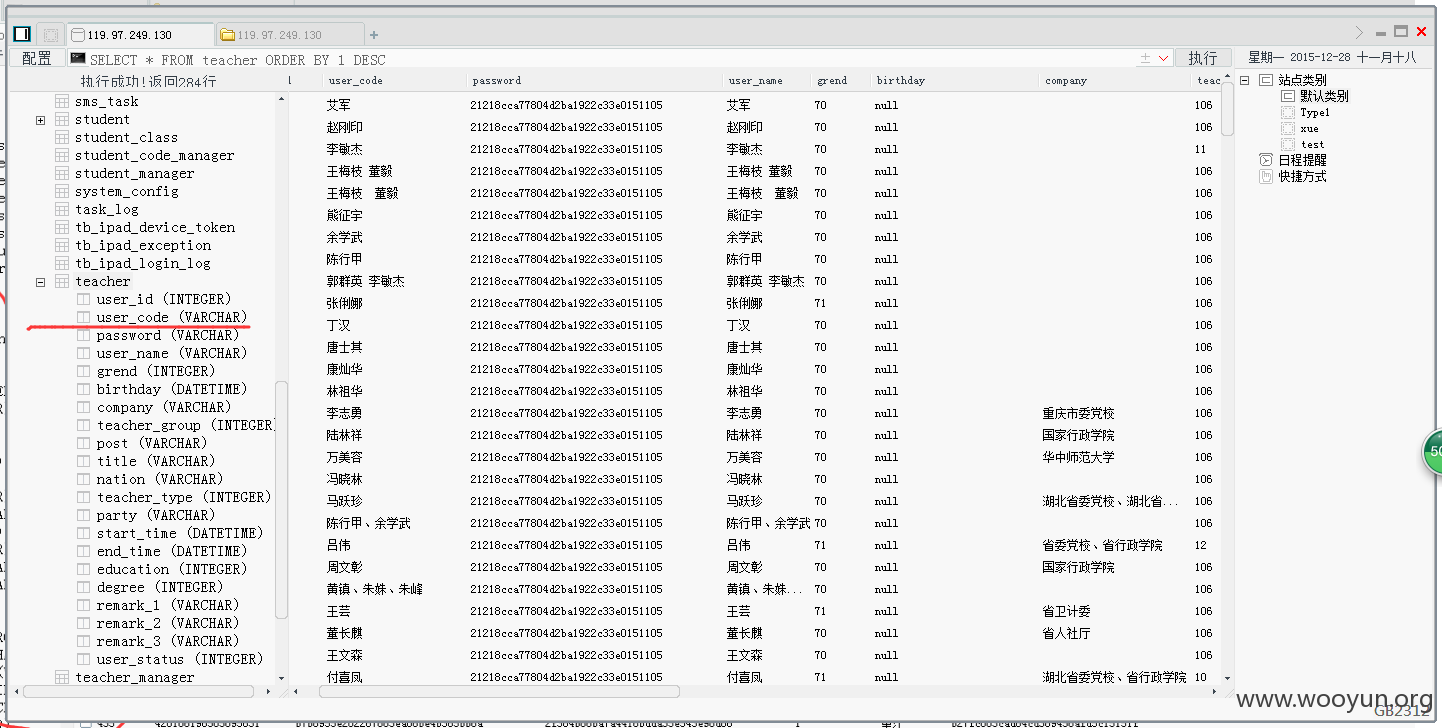 119.97.249.130 119.97.249.130 +
配置 SELECT * FROM teacher ORDER BY 1 DESC 执行 星期一 2015-12-28 十一月十八
执行成功!返回284行
sms_task
student
student_class
student_code_manager
student_manager
system_config
task_log
tb_ipad_device_token
tb_ipad_exception
tb_ipad_login_log
teacher
user_id (INTEGER)
user_code (VARCHAR)
password (VARCHAR)
user_name (VARCHAR)
grend (INTEGER)
birthday (DATETIME)
company (VARCHAR)
teacher_group (INTEGER
post (VARCHAR)
title (VARCHAR)
nation (VARCHAR)
teacher_type (INTEGER)
party (VARCHAR)
start_time (DATETIME)
end_time (DATETIME)
education (INTEGER)
degree (INTEGER)
remark_1 (VARCHAR)
remark_2 (VARCHAR)
remark_3 (VARCHAR)
user_status (INTEGER)
teacher_manager
user_code password user_name grend birthday company teac
艾军 21218cca77804d2ba1922c33e0151105 艾军 70 null 106
赵刚印 21218cca77804d2ba1922c33e0151105 赵刚印 70 null 106
李敏杰 21218cca77804d2ba1922c33e0151105 李敏杰 70 null 11
王梅枝 董毅 21218cca77804d2ba1922c33e0151105 王梅枝 董毅 70 null 106
王梅枝 董毅 21218cca77804d2ba1922c33e0151105 王梅枝 董毅 70 null 106
熊征宇 21218cca77804d2ba1922c33e0151105 熊征宇 70 null 106
余学武 21218cca77804d2ba1922c33e0151105 余学武 70 null 106
陈行甲 21218cca77804d2ba1922c33e0151105 陈行甲 70 null 106
郭群英 李敏杰 21218cca77804d2ba1922c33e0151105 郭群英 李敏杰 70 null 106
张俐娜 21218cca77804d2ba1922c33e0151105 张俐娜 71 null 106
丁汉 21218cca77804d2ba1922c33e0151105 丁汉 70 null 106
唐士其 21218cca77804d2ba1922c33e0151105 唐士其 70 null 106
康灿华 21218cca77804d2ba1922c33e0151105 康灿华 70 null 106
林祖华 21218cca77804d2ba1922c33e0151105 林祖华 70 null 106
李志勇 21218cca77804d2ba1922c33e0151105 李志勇 70 null 重庆市委党校 106
陆林祥 21218cca77804d2ba1922c33e0151105 陆林祥 70 null 国家行政学院 106
万美容 21218cca77804d2ba1922c33e0151105 万美容 70 null 华中师范大学 106
冯晓林 21218cca77804d2ba1922c33e0151105 冯晓林 70 null 106
马跃珍 21218cca77804d2ba1922c33e0151105 马跃珍 70 null 湖北省委党校、湖北省... 106
陈行甲、余学武 21218cca77804d2ba1922c33e0151105 陈行甲、余学武 70 null 106
吕伟 21218cca77804d2ba1922c33e0151105 吕伟 71 null 省委党校、省行政学院 12
周文彰 21218cca77804d2ba1922c33e0151105 周文彰 70 null 国家行政学院 106
黄镇、朱姝、朱峰 21218cca77804d2ba1922c33e0151105 黄镇、朱姝... 70 null 106
王芸 21218cca77804d2ba1922c33e0151105 王芸 71 null 省卫计委 106
董长麒 21218cca77804d2ba1922c33e0151105 董长麒 70 null 省人社厅 106
王文森 21218cca77804d2ba1922c33e0151105 王文森 70 null 106
付喜凤 21218cca77804d2ba1922c33e0151105 付喜凤 71 null 湖北省委党校、省行政学院 10
站点类别
默认类别
Type1
xue
test
日程提醒
快捷方式
50
www.wooyun.org
GB2312